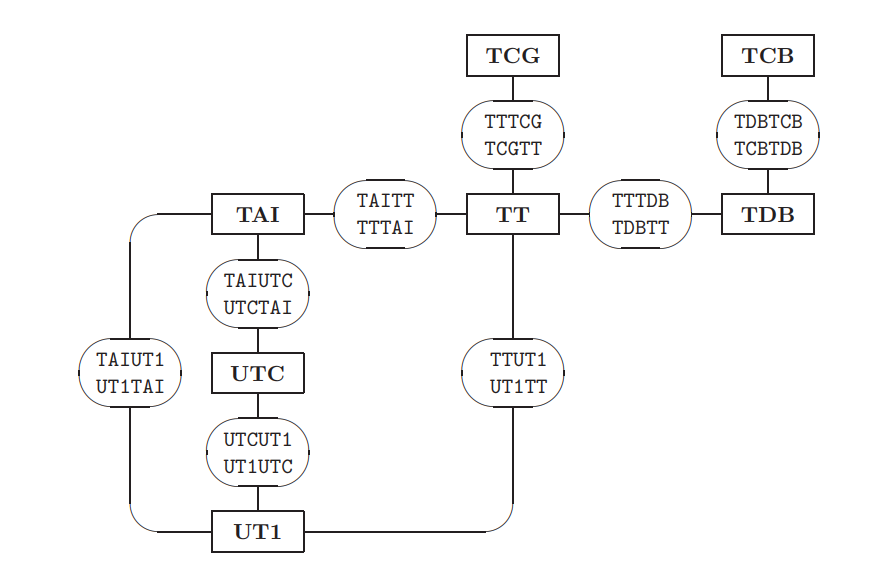 TCG
TCB
TTTCG
TCGTT
TDBTCB
TCBTDB
TAI
TAITT
TTTAI
TT
TTTDB
TDBTT
TDB
TAIUTC
UTCTAI
TAIUT1
UT1TAI
UTC
TTUT1
UT1TT
UTCUT1
UT1UTC
UT1